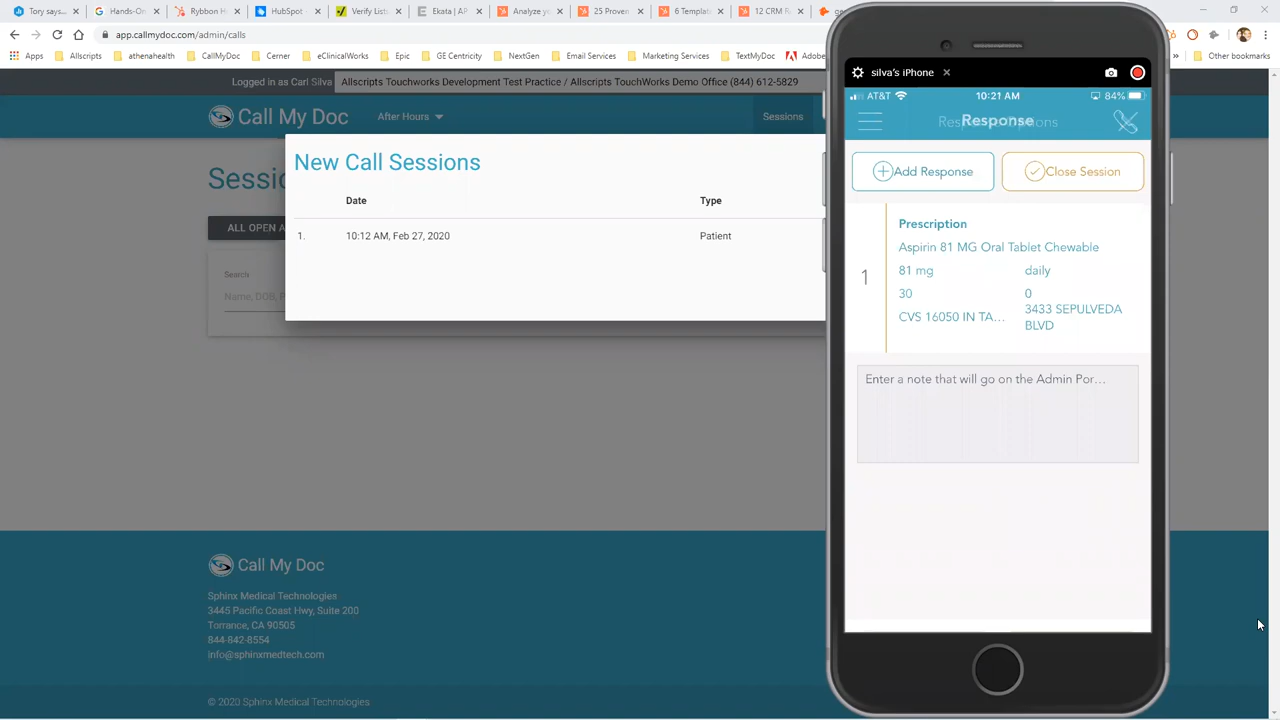 Tory says...
Hands-On
Rybbon H
HubSpot
Verify Lis
Ekata | AP
Analyze y
25 Proven
6 Templat
12 CRM R
ge
app.callmydoc.com/admin/calls
Apps
Allscripts
athenahealth
CallMyDoc
Cerner
eClinicalWorks
Epic
GE Centricity
NextGen
Email Services
Marketing Services
TextMyDoc
McAfee
Other bookmarks
Logged in as Carl Silva
Allscripts Touchworks Development Test Practice / Allscripts TouchWorks Demo Office (844) 612-5829
Call My Doc
After Hours
Sessions
Sessi
ALL OPEN A
Search
Name, DOB, P
New Call Sessions
Date
Type
1.
10:12 AM, Feb 27, 2020
Patient
silva's iPhone
AT&T
10:21 AM
84%
Response
Add Response
Close Session
1
Prescription
Aspirin 81 MG Oral Tablet Chewable
81 mg
daily
30
0
CVS 16050 IN TA...
3433 SEPULVEDA
BLVD
Enter a note that will go on the Admin Por...
Call My Doc
Sphinx Medical Technologies
3445 Pacific Coast Hwy, Suite 200
Torrance, CA 90505
844-842-8554
info@sphinxmedtech.com
© 2020 Sphinx Medical Technologies